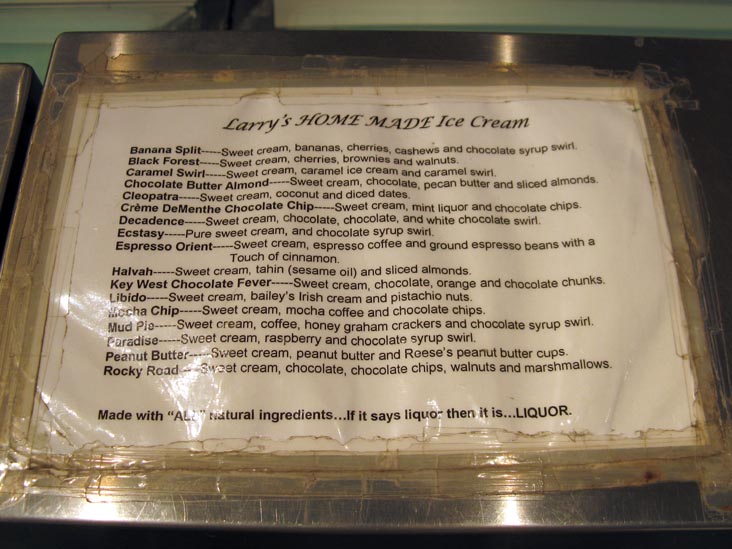 Larry's HOME MADE Ice Cream
Banana Split-----Sweet cream, bananas, cherries, cashews and chocolate syrup swirl.
Black Forest-----Sweet cream, cherries, brownies and walnuts.
Caramel Swirl-----Sweet cream, caramel ice cream and caramel swirl.
Chocolate Butter Almond-----Sweet cream, chocolate, pecan butter and sliced almonds.
Cleopatra-----Sweet cream, coconut and diced dates.
Crème DeMenthe Chocolate Chip-----Sweet cream, mint liquor and chocolate chips.
Decadence-----Sweet cream, chocolate, chocolate, and white chocolate swirl.
Ecstasy-----Pure sweet cream, and chocolate syrup swirl.
Espresso Orient-----Sweet cream, espresso coffee and ground espresso beans with a
Touch of cinnamon.
Halvah-----Sweet cream, tahin (sesame oil) and sliced almonds.
Key West Chocolate Fever-----Sweet cream, chocolate, orange and chocolate chunks.
Libido-----Sweet cream, bailey's Irish cream and pistachio nuts.
Mocha Chip-----Sweet cream, mocha coffee and chocolate chips.
Mud Pie-----Sweet cream, coffee, honey graham crackers and chocolate syrup swirl.
Paradise-----Sweet cream, raspberry and chocolate syrup swirl.
Peanut Butter-----Sweet cream, peanut butter and Reese's peanut butter cups.
Rocky Road-----Sweet cream, chocolate, chocolate chips, walnuts and marshmallows.
Made with "ALL" natural ingredients...If it says liquor then it is...LIQUOR.